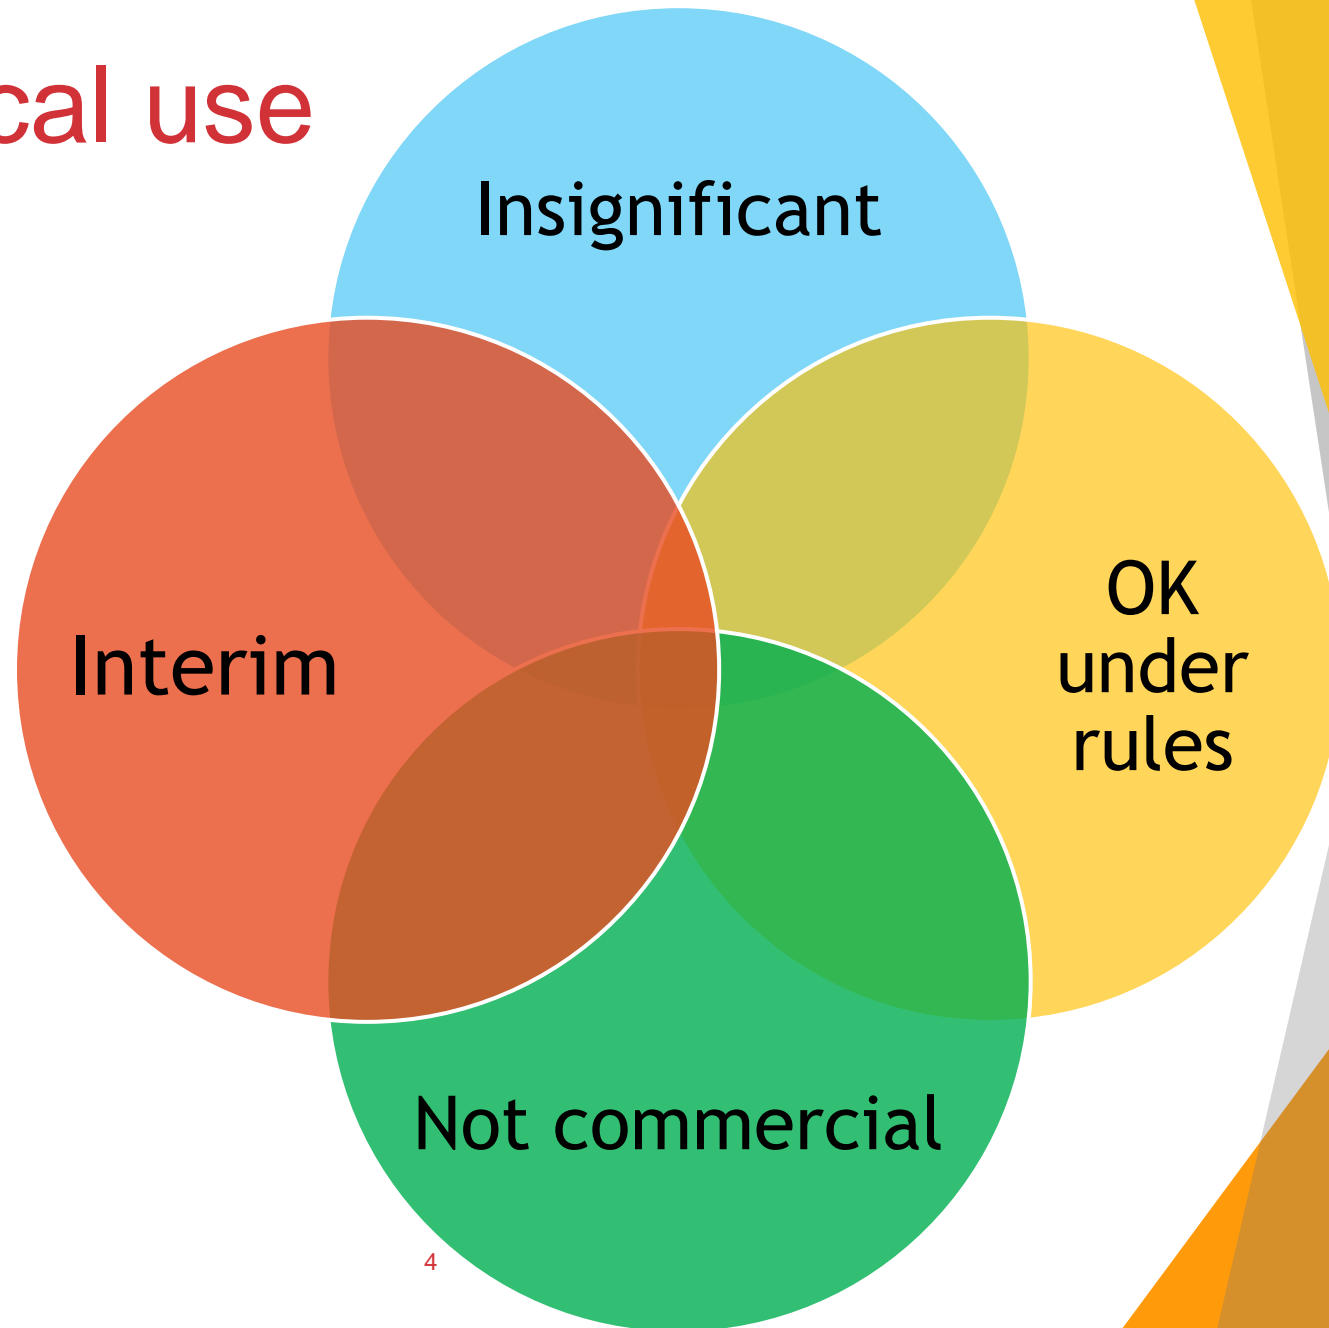 cal use
Insignificant
Interim
OK
under
rules
Not commercial
4